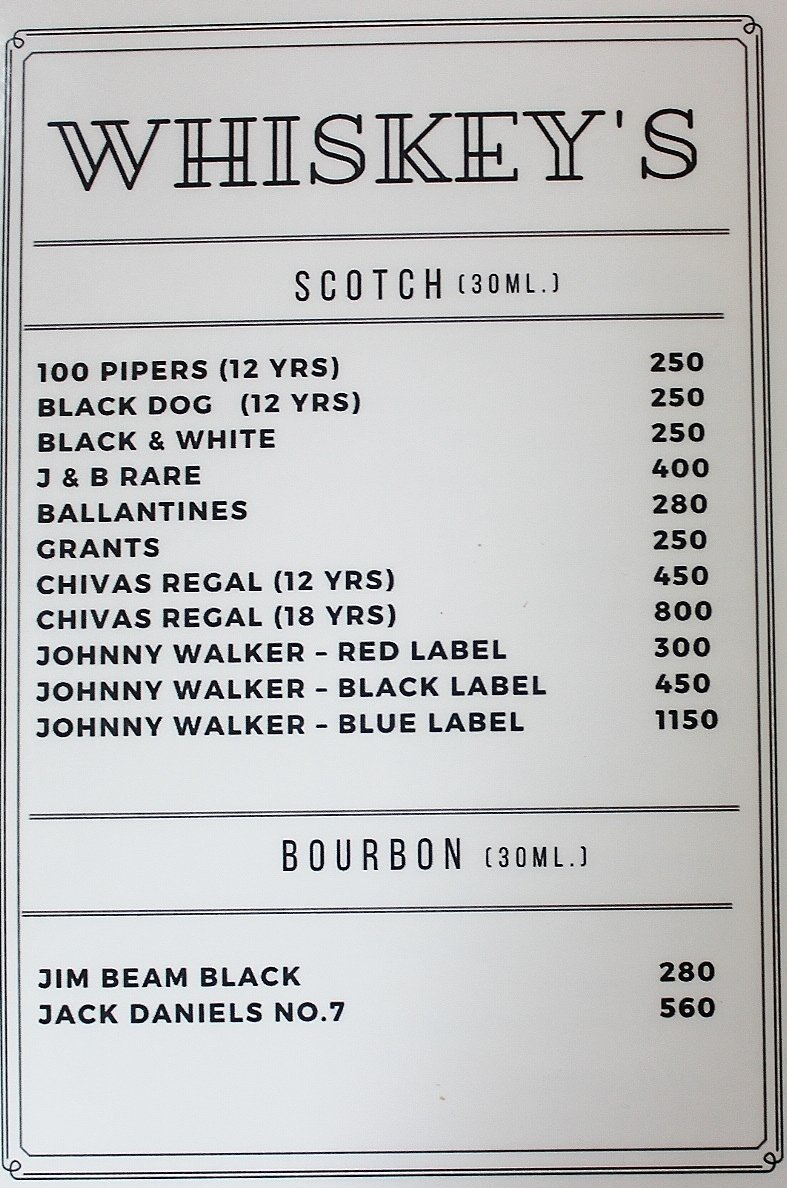 WHISKEY'S
SCOTCH (30ML.)
100 PIPERS (12 YRS) 250
BLACK DOG (12 YRS) 250
BLACK & WHITE 250
J & B RARE 400
BALLANTINES 280
GRANTS 250
CHIVAS REGAL (12 YRS) 450
CHIVAS REGAL (18 YRS) 800
JOHNNY WALKER – RED LABEL 300
JOHNNY WALKER – BLACK LABEL 450
JOHNNY WALKER – BLUE LABEL 1150
BOURBON (30ML.)
JIM BEAM BLACK 280
JACK DANIELS NO.7 560